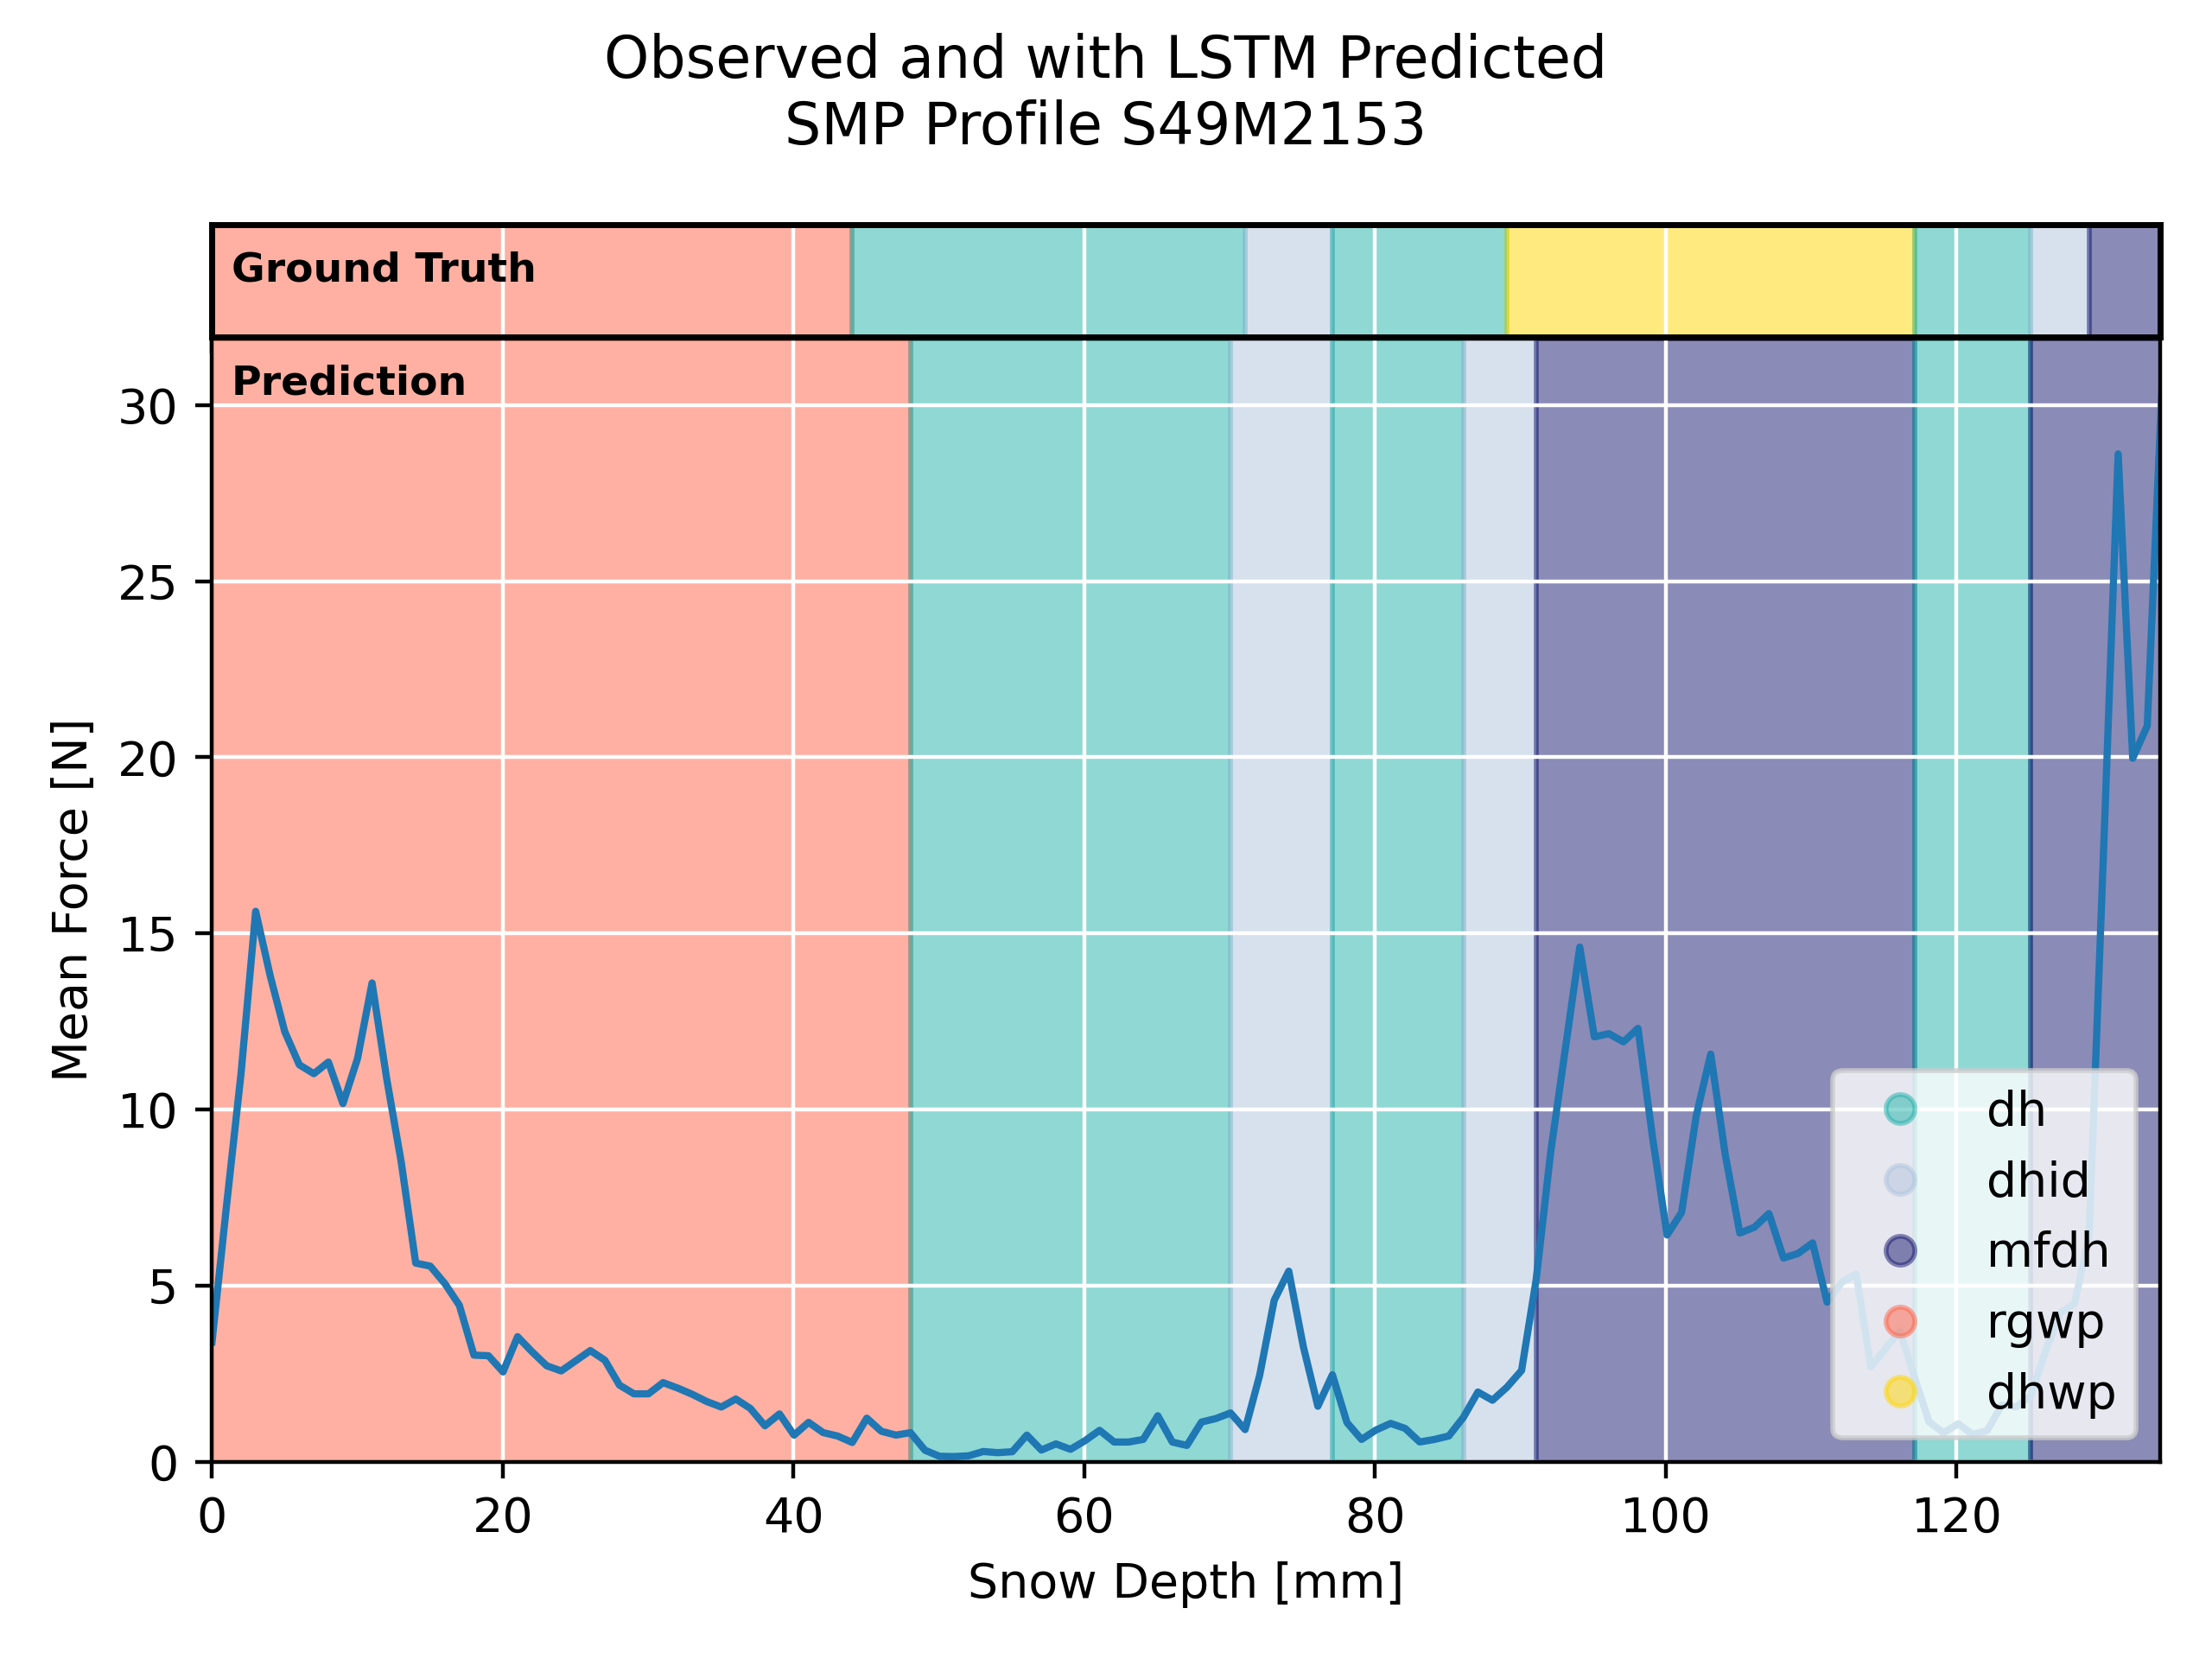 Observed and with LSTM Predicted
SMP Profile S49M2153
Ground Truth
Prediction
30
25
20
15
10
5
0
Mean Force [N]
dh
dhid
mfdh
rgwp
dhwp
0 20 40 60 80 100 120
Snow Depth [mm]